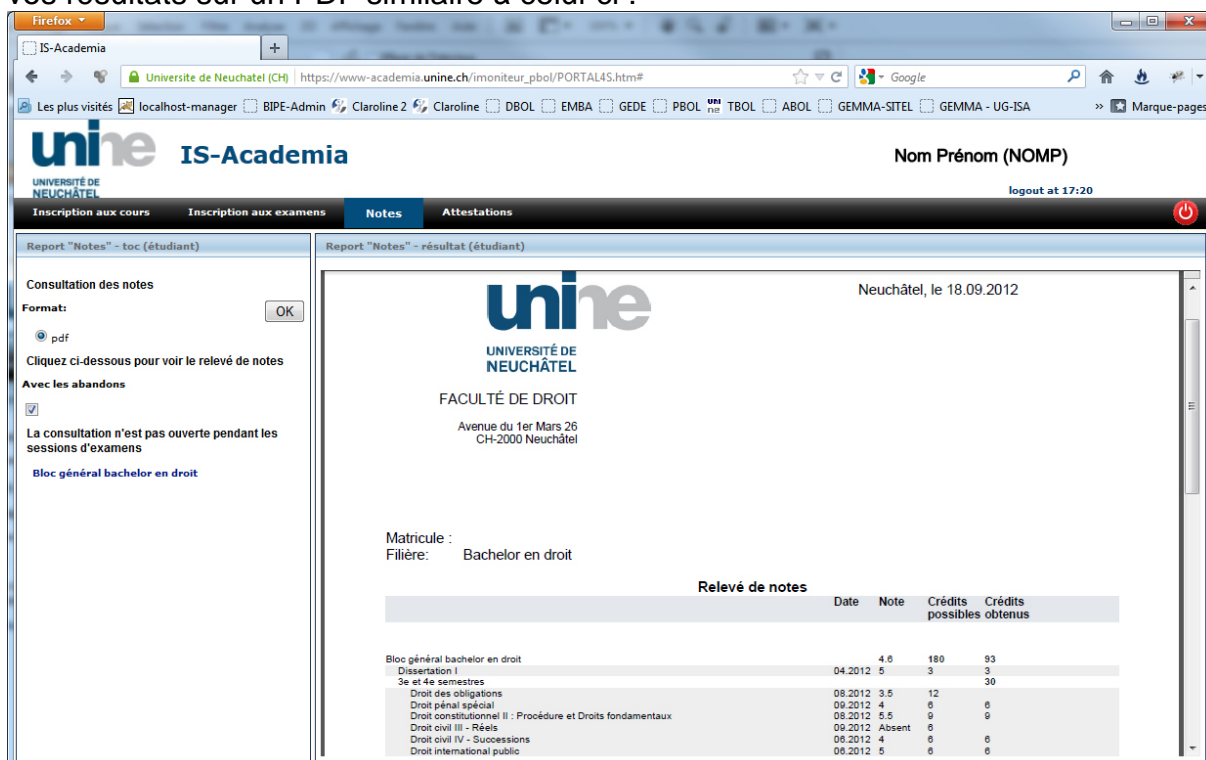 vos résultats sur un PDF similaire à celui ci :
Firefox
IS-Academia
Universite de Neuchatel (CH) https://www-academia.unine.ch/imoniteur_pbol/PORTAL4S.htm#
Google
Les plus visités localhost-manager BIPE-Admin Claroline 2 Claroline DBOL EMBA GEDE PBOL TBOL ABOL GEMMA-SITEL GEMMA - UG-ISA » Marque-pages
unine
UNIVERSITÉ DE
NEUCHÂTEL
IS-Academia
Nom Prénom (NOMP)
logout at 17:20
Inscription aux cours Inscription aux examens Notes Attestations
Report "Notes" - toc (étudiant)
Consultation des notes
Format:
OK
pdf
Cliquez ci-dessous pour voir le relevé de notes
Avec les abandons
La consultation n'est pas ouverte pendant les
sessions d'examens
Bloc général bachelor en droit
Report "Notes" - résultat (étudiant)
unine
Neuchâtel, le 18.09.2012
UNIVERSITÉ DE
NEUCHÂTEL
FACULTÉ DE DROIT
Avenue du 1er Mars 26
CH-2000 Neuchâtel
Matricule :
Filière: Bachelor en droit
Relevé de notes
Date Note Crédits Crédits
possibles obtenus
Bloc général bachelor en droit 4.6 180 93
Dissertation I 04.2012 5 3 3
3e et 4e semestres 30
Droit des obligations 08.2012 3.5 12
Droit pénal spécial 09.2012 4 6 6
Droit constitutionnel II : Procédure et Droits fondamentaux 08.2012 5.5 9 9
Droit civil III - Réels 09.2012 Absent 6
Droit civil IV - Successions 06.2012 4 6 6
Droit international public 06.2012 5 6 6